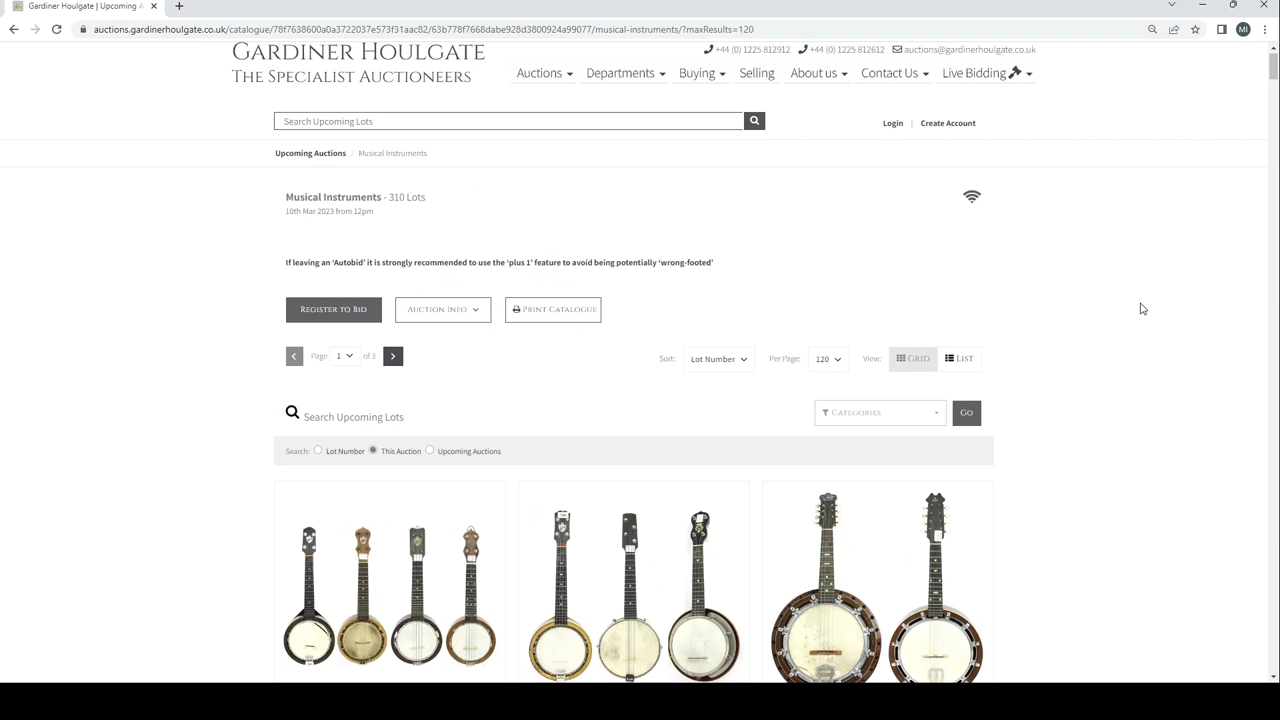 Gardiner Houlgate | Upcoming A
auctions.gardinerhoulgate.co.uk/catalogue/78f7638600a0a3722037e573f31aac82/63b778f7668dabe928d3800924a99077/musical-instruments/?maxResults=120
MI
Gardiner Houlgate
The Specialist Auctioneers
+44 (0) 1225 812912 +44 (0) 1225 812612 auctions@gardinerhoulgate.co.uk
Auctions Departments Buying Selling About us Contact Us Live Bidding
Search Upcoming Lots
Login | Create Account
Upcoming Auctions / Musical Instruments
Musical Instruments - 310 Lots
10th Mar 2023 from 12pm
If leaving an 'Autobid' it is strongly recommended to use the 'plus 1' feature to avoid being potentially 'wrong-footed'
Register to Bid Auction Info Print Catalogue
Page 1 of 3 Sort: Lot Number Per Page: 120 View: Grid List
Search Upcoming Lots Categories Go
Search: Lot Number This Auction Upcoming Auctions